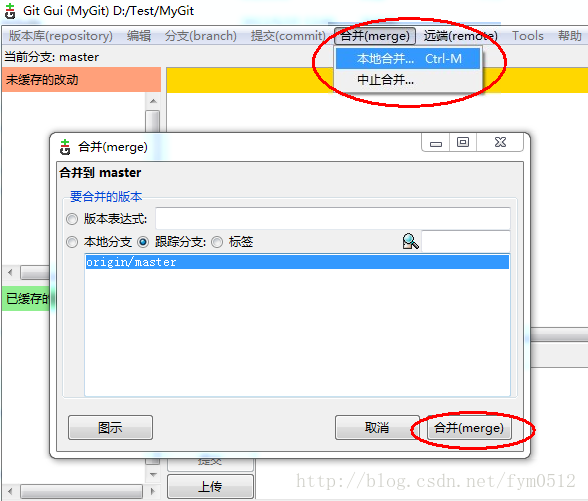 Git Gui (MyGit) D:/Test/MyGit
版本库(repository) 编辑 分支(branch) 提交(commit) 合并(merge) 远端(remote) Tools 帮助
当前分支: master
本地合并... Ctrl-M
未缓存的改动
中止合并...
合并(merge)
合并到 master
要合并的版本
版本表达式:
本地分支 跟踪分支: 标签
origin/master
已缓存的
图示 取消 合并(merge)
提交
上传
http://blog.csdn.net/fym0512